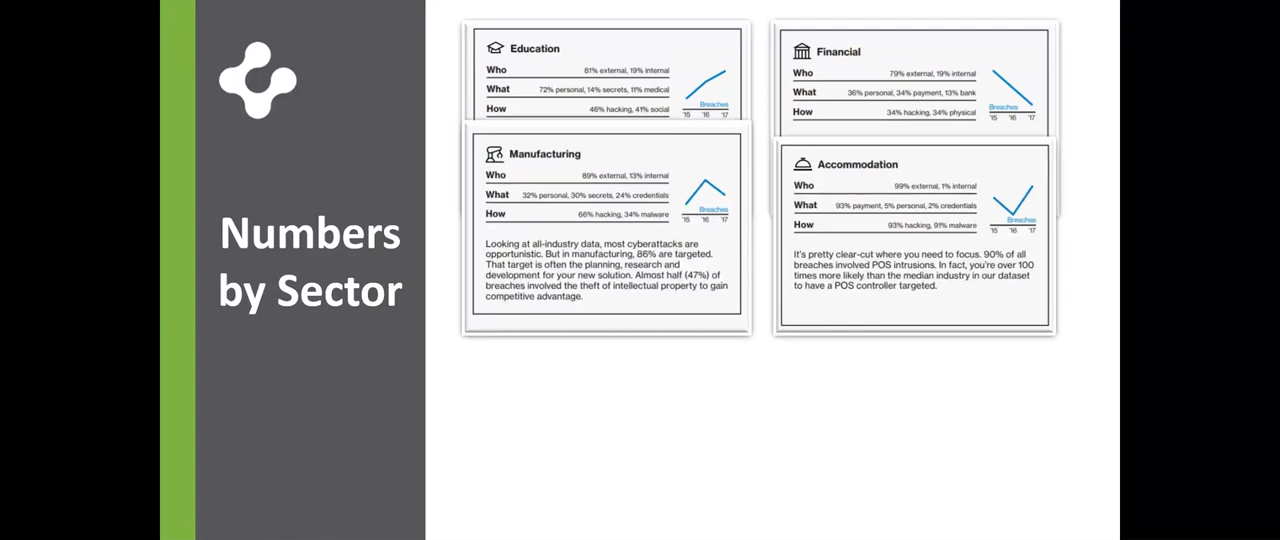 Numbers
by Sector
Education
Who 81% external, 19% internal
What 72% personal, 14% secrets, 11% medical
How 46% hacking, 41% social
Breaches
'15 '16 '17
Manufacturing
Who 89% external, 13% internal
What 32% personal, 30% secrets, 24% credentials
How 66% hacking, 34% malware
Breaches
'15 '16 '17
Looking at all-industry data, most cyberattacks are
opportunistic. But in manufacturing, 86% are targeted.
That target is often the planning, research and
development for your new solution. Almost half (47%) of
breaches involved the theft of intellectual property to gain
competitive advantage.
Financial
Who 79% external, 19% internal
What 36% personal, 34% payment, 13% bank
How 34% hacking, 34% physical
Breaches
'15 '16 '17
Accommodation
Who 99% external, 1% internal
What 93% payment, 5% personal, 2% credentials
How 93% hacking, 91% malware
Breaches
'15 '16 '17
It's pretty clear-cut where you need to focus. 90% of all
breaches involved POS intrusions. In fact, you're over 100
times more likely than the median industry in our dataset
to have a POS controller targeted.